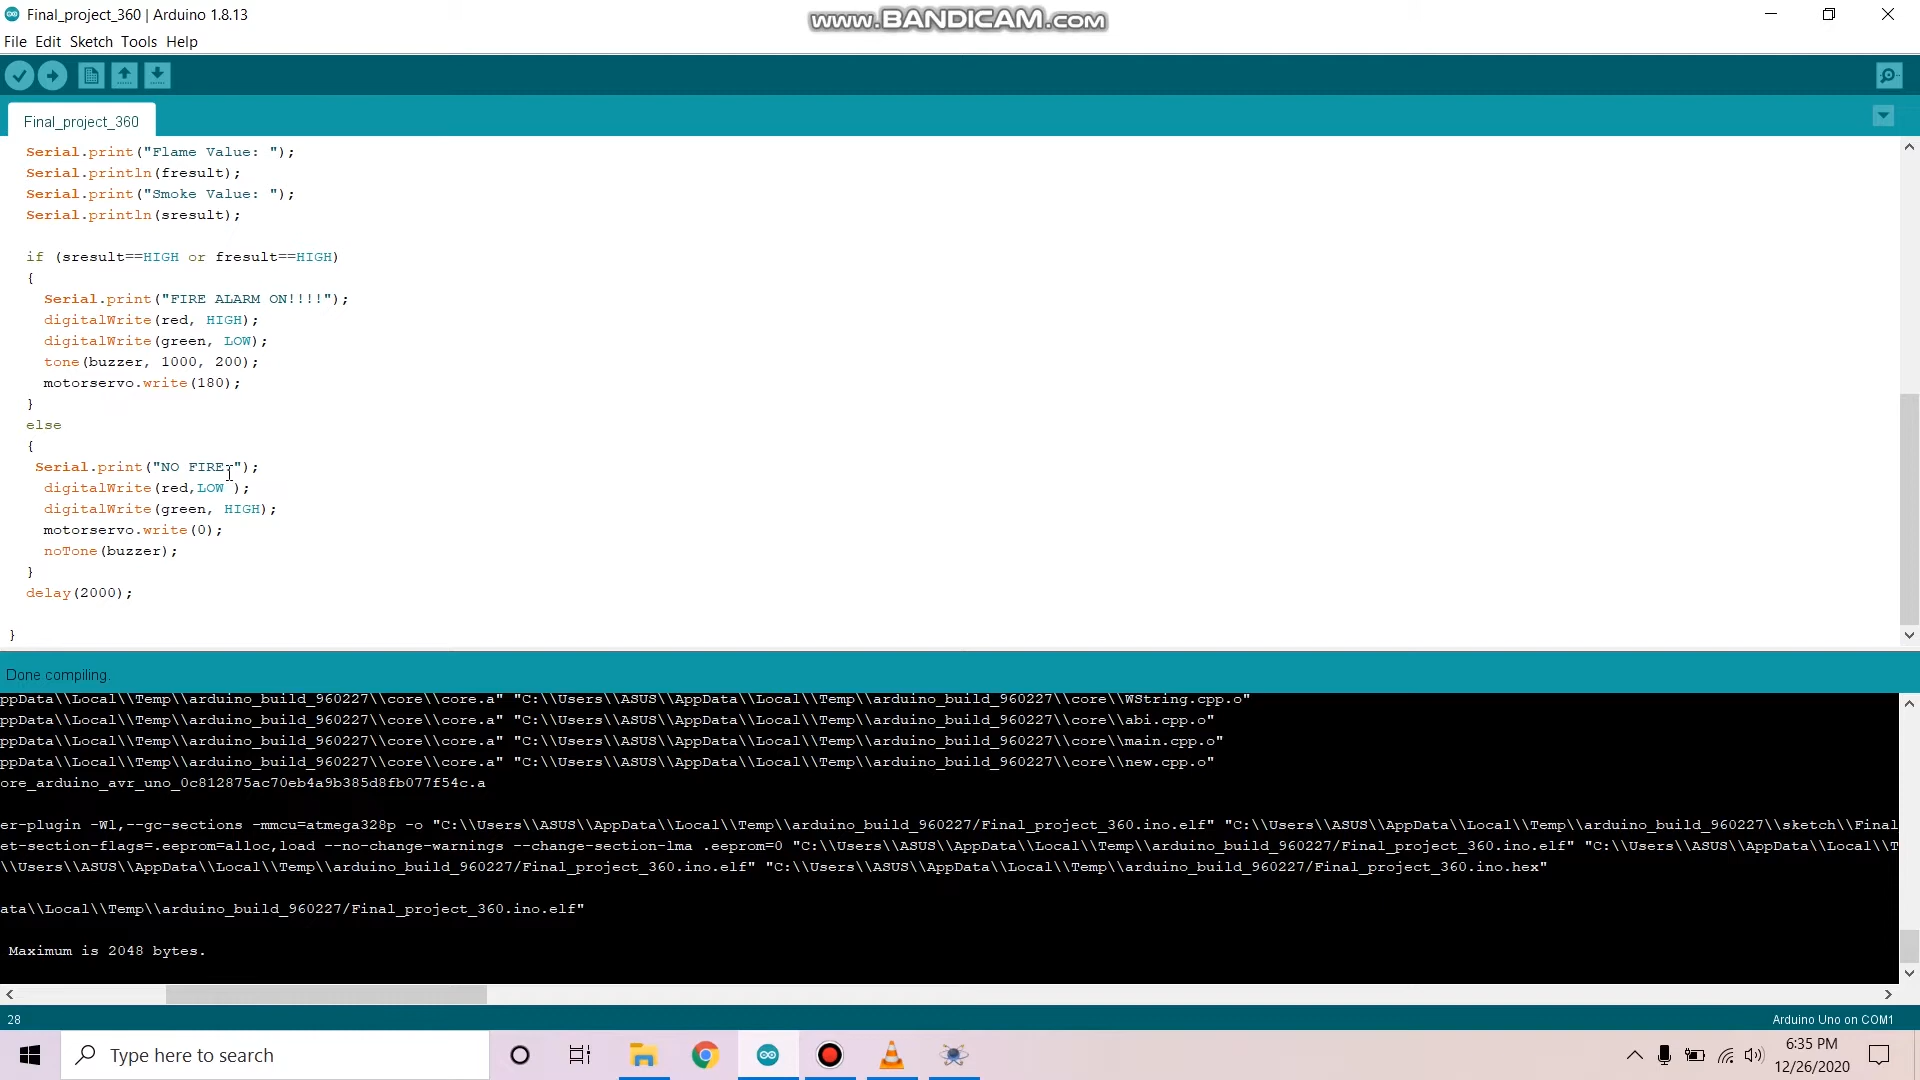 Final_project_360 | Arduino 1.8.13
www.BANDICAM.com
File Edit Sketch Tools Help
Final_project_360
Serial.print("Flame Value: ");
Serial.println(fresult);
Serial.print("Smoke Value: ");
Serial.println(sresult);
if (sresult==HIGH or fresult==HIGH)
{
Serial.print("FIRE ALARM ON!!!!");
digitalWrite(red, HIGH);
digitalWrite(green, LOW);
tone(buzzer, 1000, 200);
motorservo.write(180);
}
else
{
Serial.print("NO FIRE:");
digitalWrite(red,LOW );
digitalWrite(green, HIGH);
motorservo.write(0);
noTone(buzzer);
}
delay(2000);
}
Done compiling.
ppData\\Local\\Temp\\arduino_build_960227\\core\\core.a" "C:\\Users\\ASUS\\AppData\\Local\\Temp\\arduino_build_960227\\core\\WString.cpp.o"
ppData\\Local\\Temp\\arduino_build_960227\\core\\core.a" "C:\\Users\\ASUS\\AppData\\Local\\Temp\\arduino_build_960227\\core\\abi.cpp.o"
ppData\\Local\\Temp\\arduino_build_960227\\core\\core.a" "C:\\Users\\ASUS\\AppData\\Local\\Temp\\arduino_build_960227\\core\\main.cpp.o"
ppData\\Local\\Temp\\arduino_build_960227\\core\\core.a" "C:\\Users\\ASUS\\AppData\\Local\\Temp\\arduino_build_960227\\core\\new.cpp.o"
ore_arduino_avr_uno_0c812875ac70eb4a9b385d8fb077f54c.a
er-plugin -Wl,--gc-sections -mmcu=atmega328p -o "C:\\Users\\ASUS\\AppData\\Local\\Temp\\arduino_build_960227/Final_project_360.ino.elf" "C:\\Users\\ASUS\\AppData\\Local\\Temp\\arduino_build_960227\\sketch\\Final
et-section-flags=.eeprom=alloc,load --no-change-warnings --change-section-lma .eeprom=0 "C:\\Users\\ASUS\\AppData\\Local\\Temp\\arduino_build_960227/Final_project_360.ino.elf" "C:\\Users\\ASUS\\AppData\\Local\\T
\\Users\\ASUS\\AppData\\Local\\Temp\\arduino_build_960227/Final_project_360.ino.elf" "C:\\Users\\ASUS\\AppData\\Local\\Temp\\arduino_build_960227/Final_project_360.ino.hex"
ata\\Local\\Temp\\arduino_build_960227/Final_project_360.ino.elf"
Maximum is 2048 bytes.
28
Arduino Uno on COM1
Type here to search
6:35 PM
12/26/2020